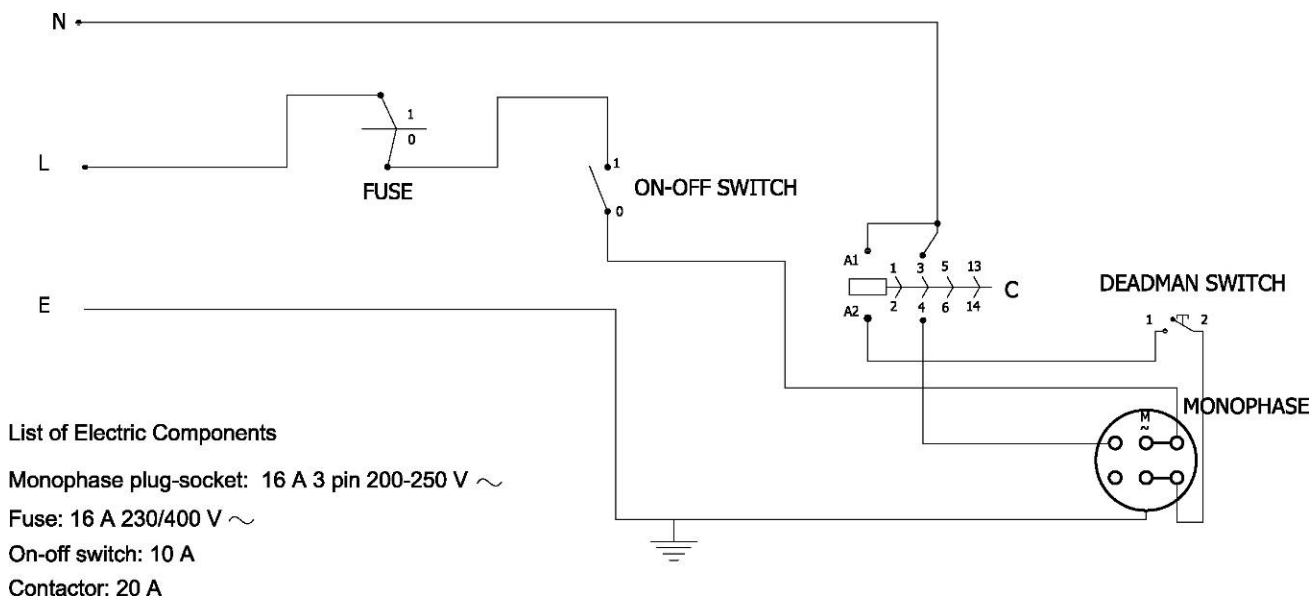 N
1
0
L
FUSE
1
ON-OFF SWITCH
0
A1 1 3 5 13
C
A2 2 4 6 14
DEADMAN SWITCH
1 2
E
MONOPHASE
M
~
List of Electric Components
Monophase plug-socket: 16 A 3 pin 200-250 V ~
Fuse: 16 A 230/400 V ~
On-off switch: 10 A
Contactor: 20 A